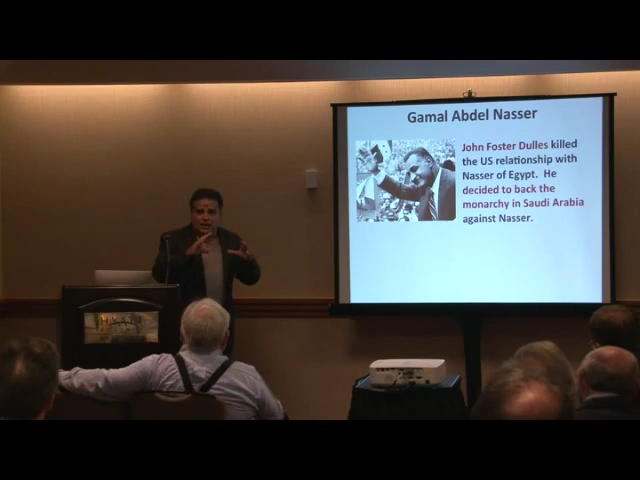 Gamal Abdel Nasser
John Foster Dulles killed
the US relationship with
Nasser of Egypt. He
decided to back the
monarchy in Saudi Arabia
against Nasser.